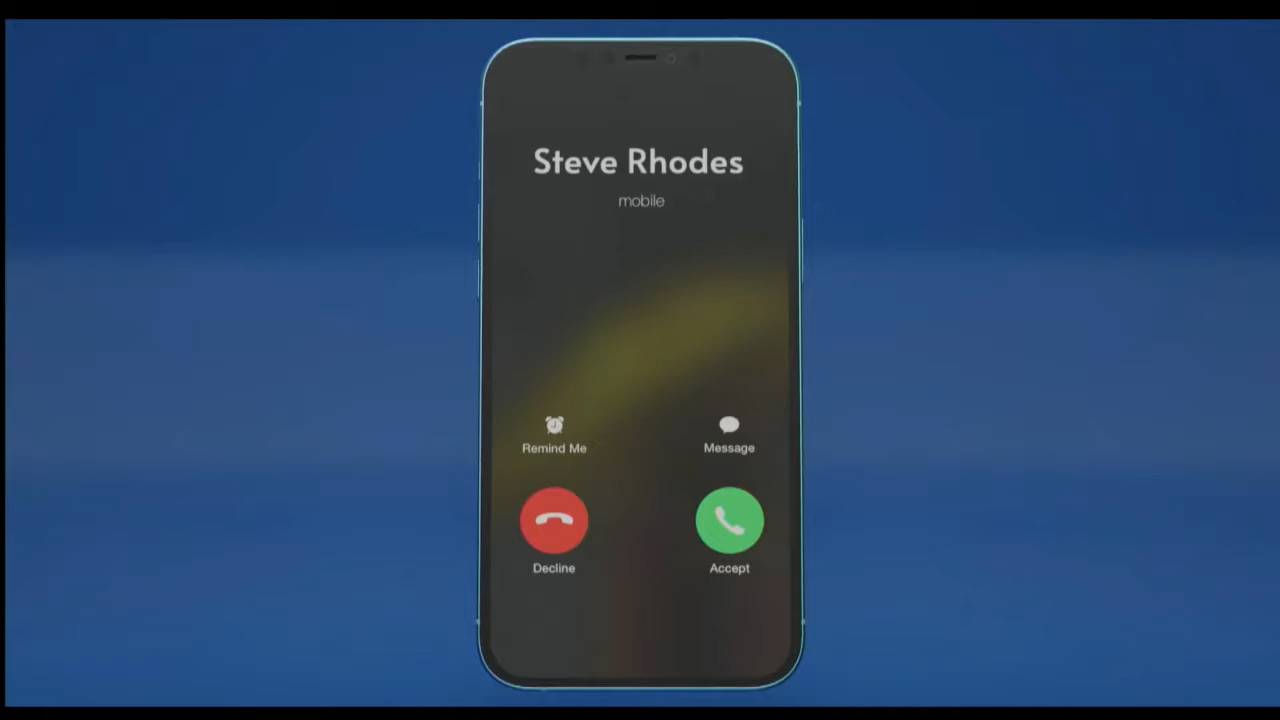 Steve Rhodes
mobile
Remind Me
Message
Decline
Accept